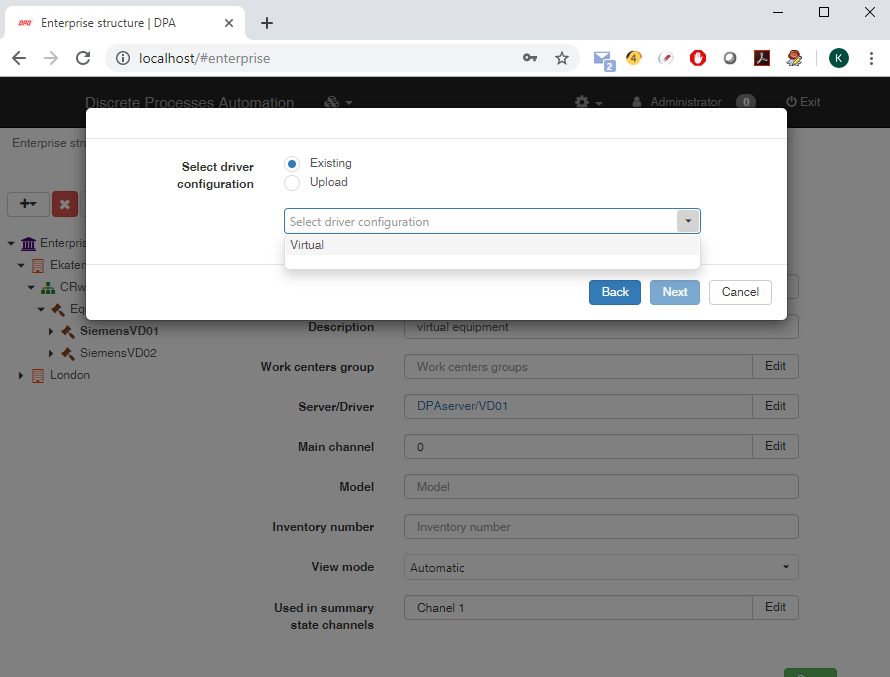 DPA Enterprise structure | DPA
localhost/#enterprise
2
4
K
Discrete Processes Automation
Administrator 0 Exit
Enterprise stru
Select driver configuration
Existing
Upload
Select driver configuration
Virtual
Back Next Cancel
Enterpris
Ekater
CRw
Eq
SiemensVD01
SiemensVD02
London
Description virtual equipment
Work centers group Work centers groups Edit
Server/Driver DPAserver/VD01 Edit
Main channel 0 Edit
Model Model
Inventory number Inventory number
View mode Automatic
Used in summary state channels Chanel 1 Edit